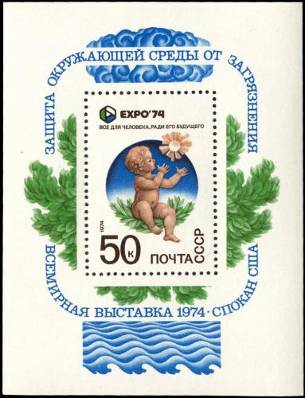 ЗАЩИТА ОКРУЖАЮЩЕЙ СРЕДЫ ОТ ЗАГРЯЗНЕНИЯ
EXPO'74
ВСЕ ДЛЯ ЧЕЛОВЕКА, РАДИ ЕГО БУДУЩЕГО
1974
50 К ПОЧТА СССР
ВСЕМИРНАЯ ВЫСТАВКА 1974 · СПОКАН США